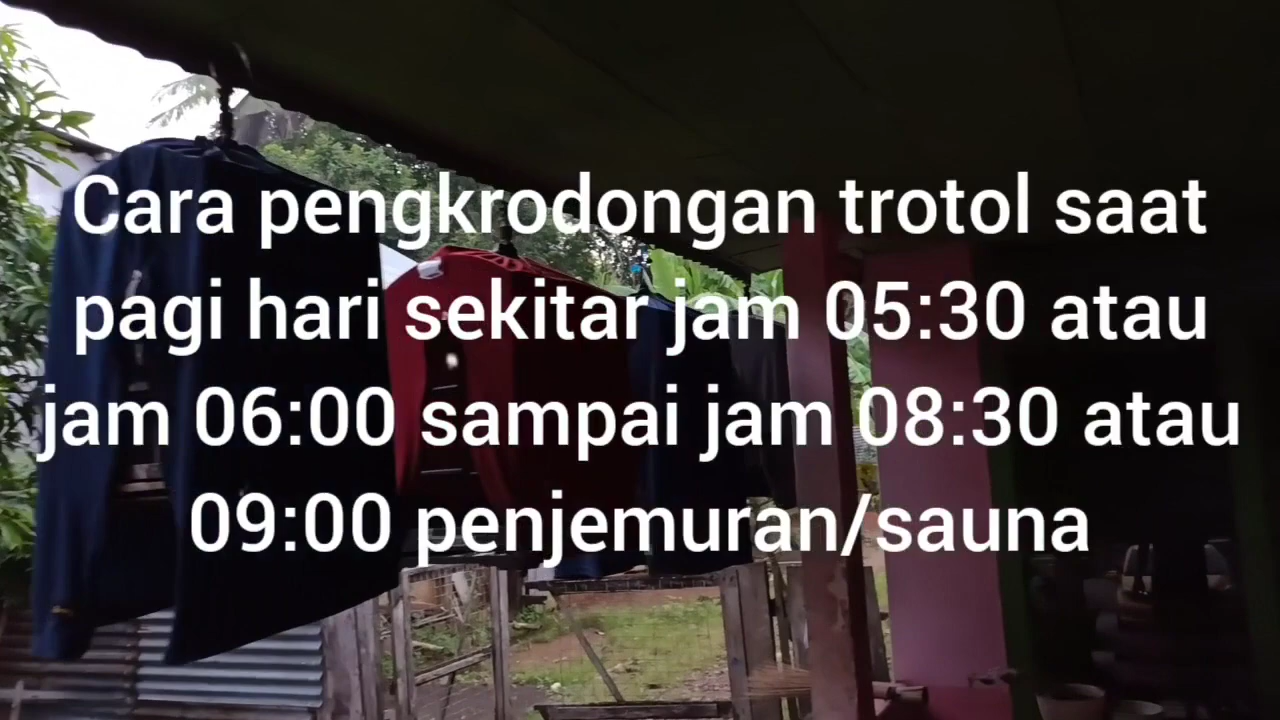 Cara pengkrodongan trotol saat
pagi hari sekitar jam 05:30 atau
jam 06:00 sampai jam 08:30 atau
09:00 penjemuran/sauna